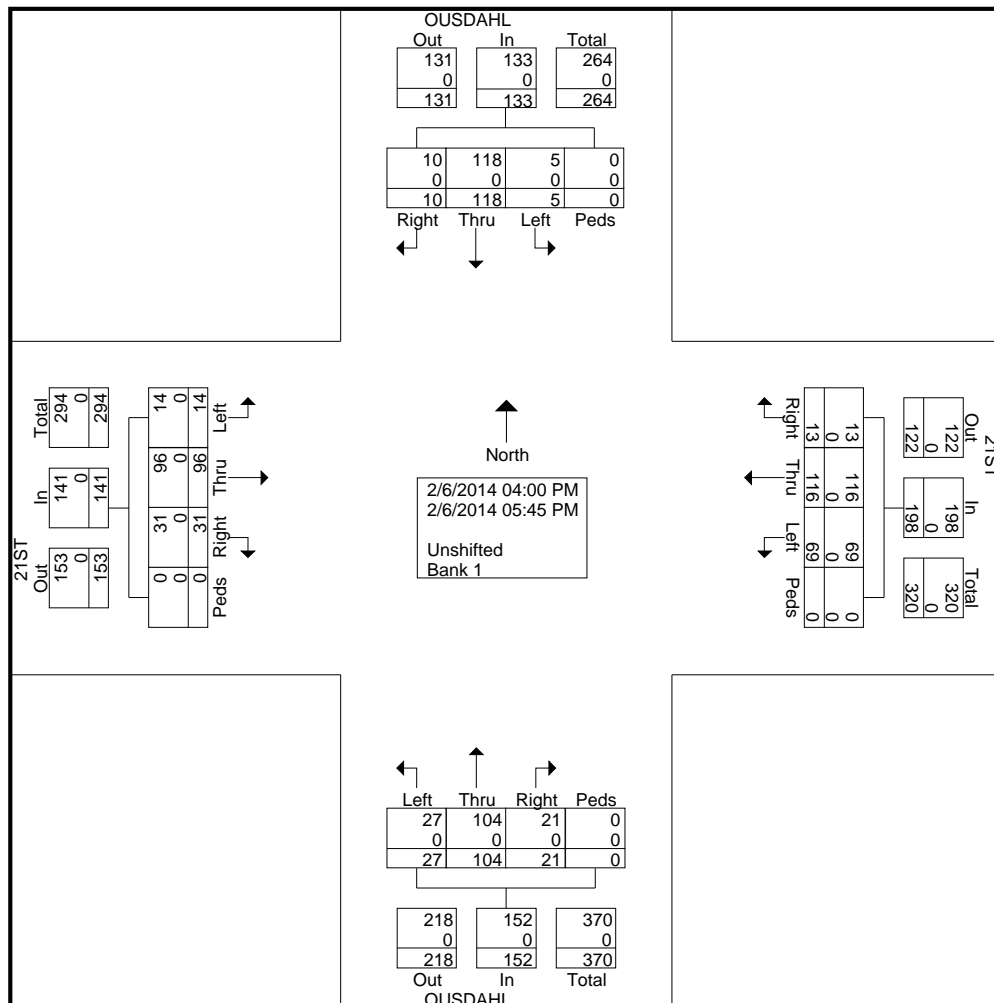 OUSDAHL
Out In Total
131 133 264
0 0 0
131 133 264
10 118 5 0
0 0 0 0
10 118 5 0
Right Thru Left Peds
21ST
Out In Total
153 141 294
0 0 0
153 141 294
14 96 31 0
0 0 0 0
14 96 31 0
Left Thru Right Peds
North
2/6/2014 04:00 PM
2/6/2014 05:45 PM
Unshifted
Bank 1
Right Thru Left Peds
13 116 69 0
0 0 0 0
13 116 69 0
122 198 320
0 0 0
122 198 320
Out In Total
21ST
Left Thru Right Peds
27 104 21 0
0 0 0 0
27 104 21 0
218 152 370
0 0 0
218 152 370
Out In Total
OUSDAHL